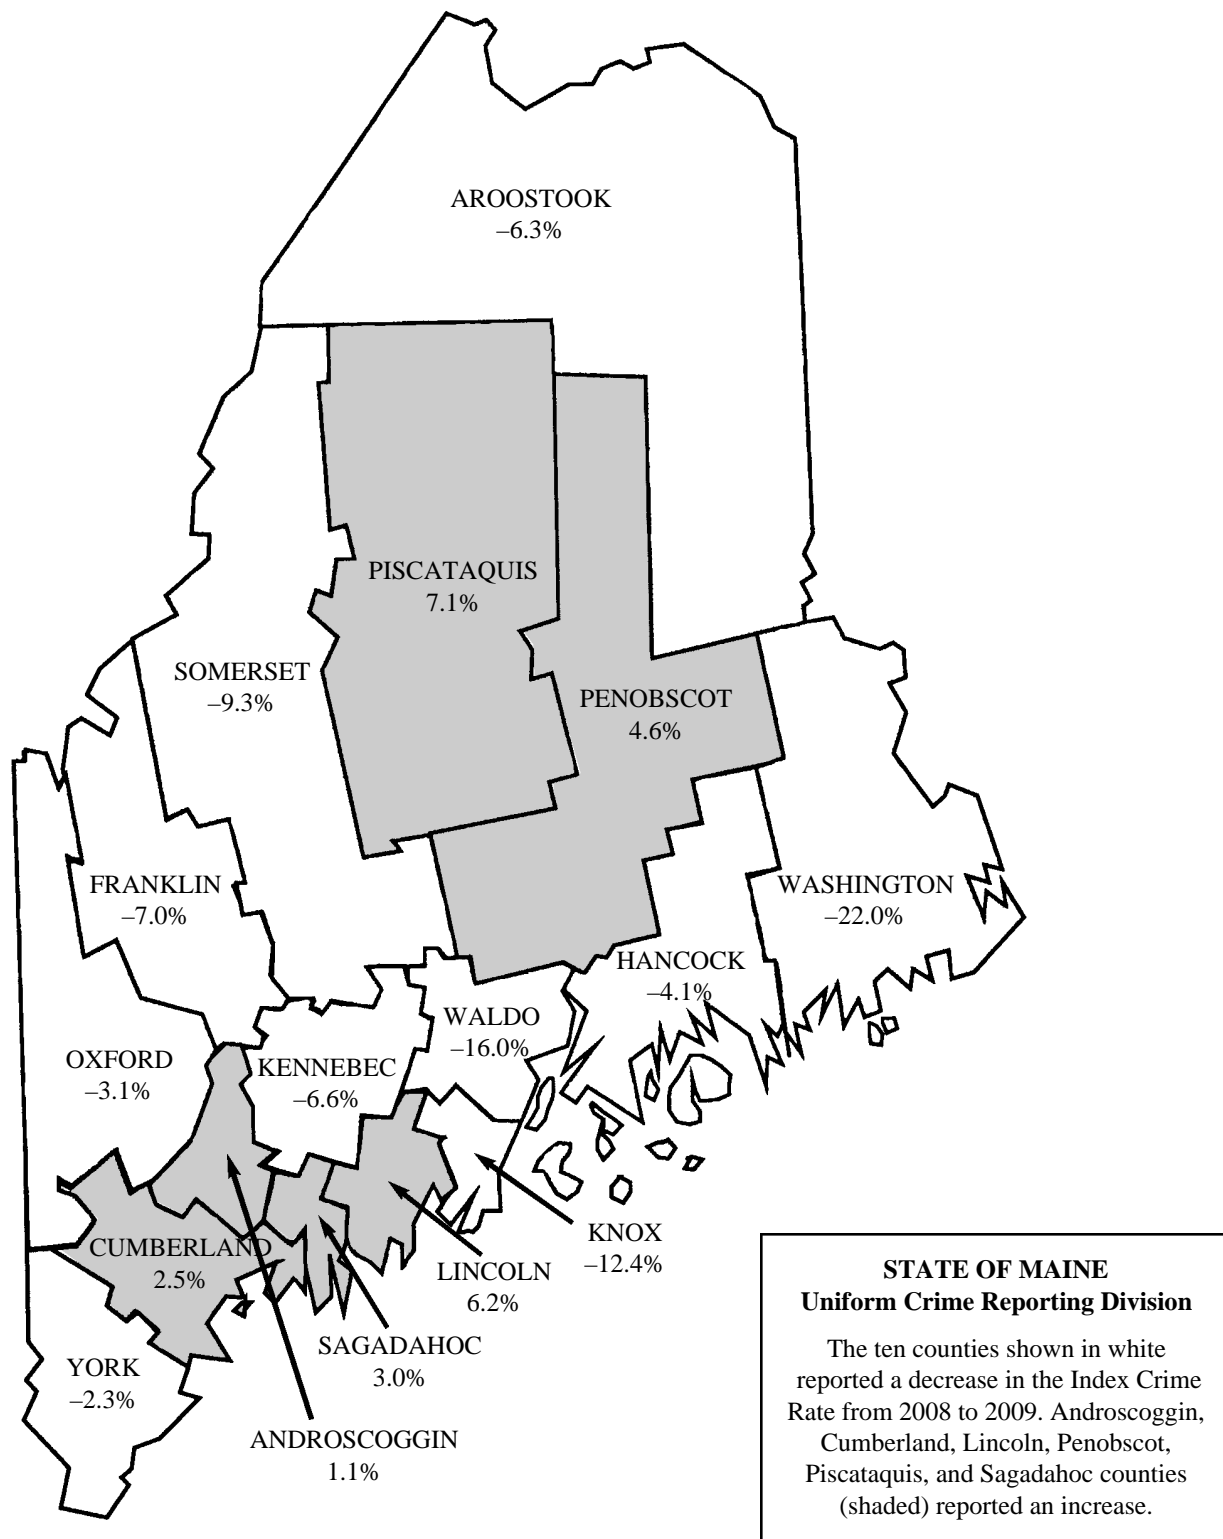 AROOSTOOK
–6.3%
PISCATAQUIS
7.1%
SOMERSET
–9.3%
PENOBSCOT
4.6%
FRANKLIN
–7.0%
WASHINGTON
–22.0%
HANCOCK
–4.1%
WALDO
–16.0%
OXFORD
–3.1%
KENNEBEC
–6.6%
KNOX
–12.4%
CUMBERLAND
2.5%
LINCOLN
6.2%
SAGADAHOC
3.0%
YORK
–2.3%
ANDROSCOGGIN
1.1%
STATE OF MAINE
Uniform Crime Reporting Division
The ten counties shown in white
reported a decrease in the Index Crime
Rate from 2008 to 2009. Androscoggin,
Cumberland, Lincoln, Penobscot,
Piscataquis, and Sagadahoc counties
(shaded) reported an increase.